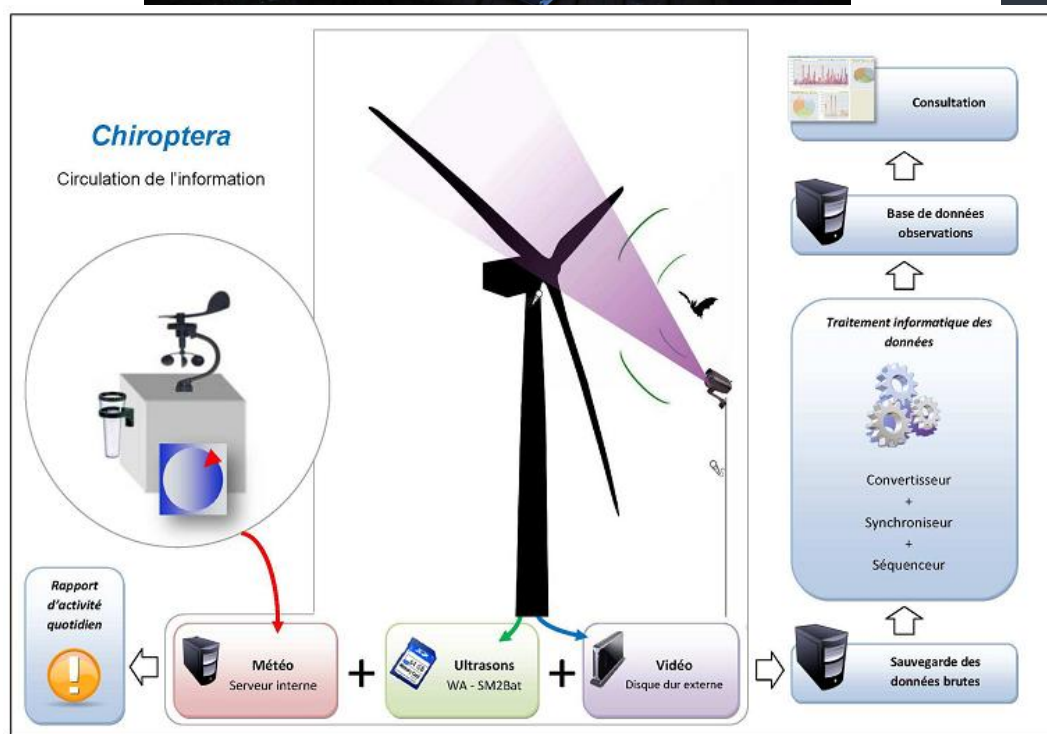 Chiroptera
Circulation de l'information
Consultation
Base de données
observations
Traitement informatique des
données
Convertisseur
+
Synchroniseur
+
Séquenceur
Rapport
d'activité
quotidien
Météo
Serveur interne
+
Ultrasons
WA - SM2Bat
+
Vidéo
Disque dur externe
Sauvegarde des
données brutes